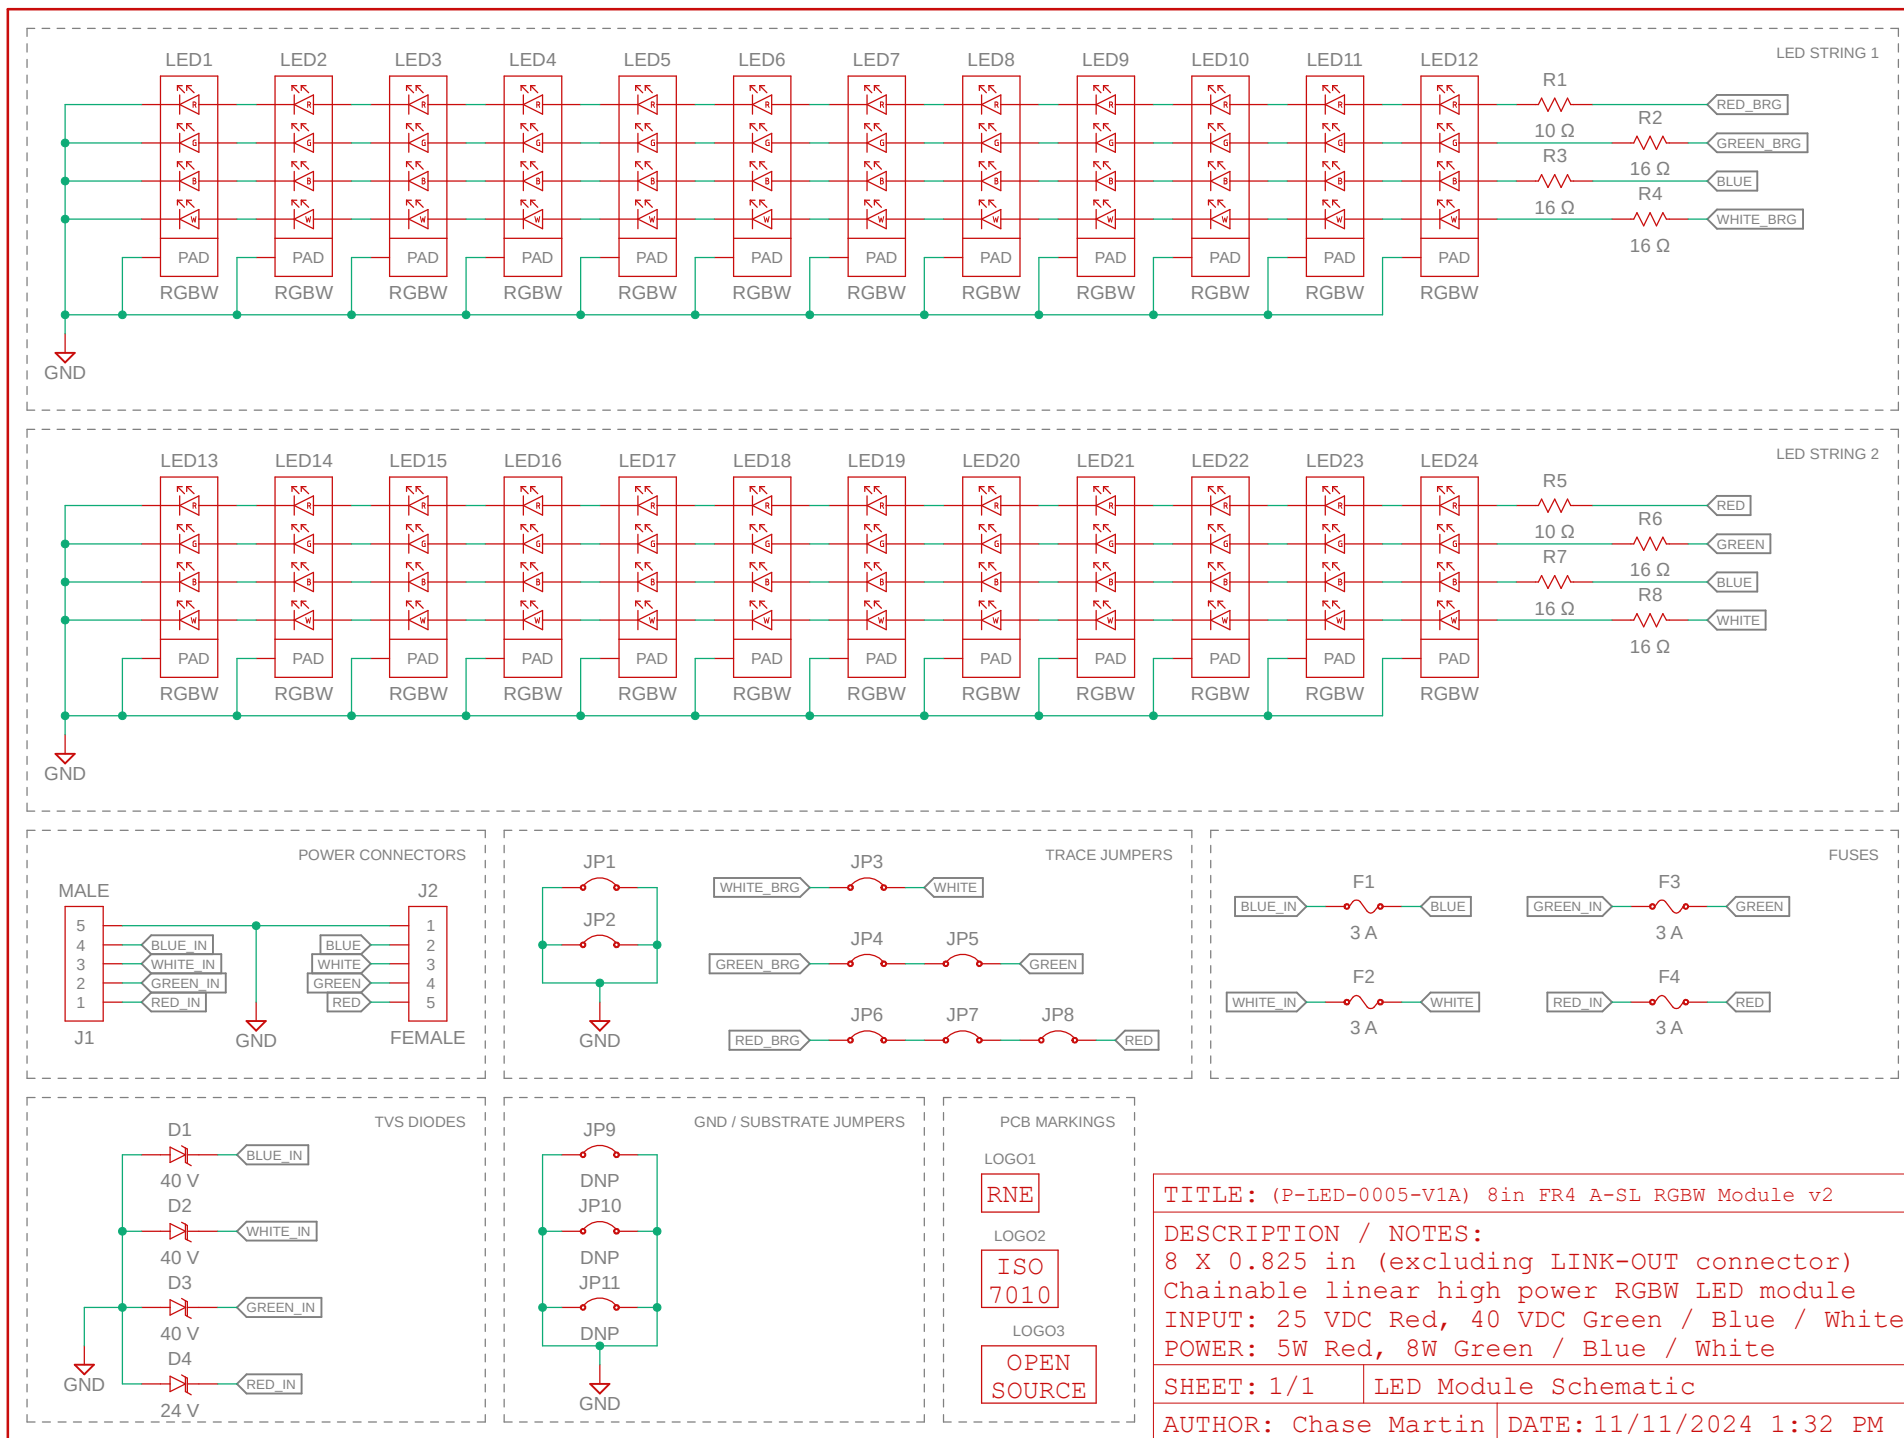 LED STRING 1
LED1 LED2 LED3 LED4 LED5 LED6 LED7 LED8 LED9 LED10 LED11 LED12
R R R R R R R R R R R R R1 10 Ω RED_BRG
G G G G G G G G G G G G R2 16 Ω GREEN_BRG
B B B B B B B B B B B B R3 16 Ω BLUE
W W W W W W W W W W W W R4 16 Ω WHITE_BRG
PAD PAD PAD PAD PAD PAD PAD PAD PAD PAD PAD PAD
RGBW RGBW RGBW RGBW RGBW RGBW RGBW RGBW RGBW RGBW RGBW RGBW
GND
LED STRING 2
LED13 LED14 LED15 LED16 LED17 LED18 LED19 LED20 LED21 LED22 LED23 LED24
R R R R R R R R R R R R R5 10 Ω RED
G G G G G G G G G G G G R6 16 Ω GREEN
B B B B B B B B B B B B R7 16 Ω BLUE
W W W W W W W W W W W W R8 16 Ω WHITE
PAD PAD PAD PAD PAD PAD PAD PAD PAD PAD PAD PAD
RGBW RGBW RGBW RGBW RGBW RGBW RGBW RGBW RGBW RGBW RGBW RGBW
GND
POWER CONNECTORS
MALE J2
5 1
4 BLUE_IN BLUE 2
3 WHITE_IN WHITE 3
2 GREEN_IN GREEN 4
1 RED_IN RED 5
J1 GND FEMALE
TRACE JUMPERS
JP1
JP2
GND
JP3
WHITE_BRG WHITE
JP4 JP5
GREEN_BRG GREEN
JP6 JP7 JP8
RED_BRG RED
FUSES
F1 F3
BLUE_IN BLUE GREEN_IN GREEN
3 A 3 A
F2 F4
WHITE_IN WHITE RED_IN RED
3 A 3 A
TVS DIODES
D1
BLUE_IN
40 V
D2
WHITE_IN
40 V
D3
GREEN_IN
40 V
D4
GND RED_IN
24 V
GND / SUBSTRATE JUMPERS
JP9
DNP
JP10
DNP
JP11
DNP
GND
PCB MARKINGS
LOGO1
RNE
LOGO2
ISO
7010
LOGO3
OPEN
SOURCE
TITLE: (P-LED-0005-V1A) 8in FR4 A-SL RGBW Module v2
DESCRIPTION / NOTES:
8 X 0.825 in (excluding LINK-OUT connector)
Chainable linear high power RGBW LED module
INPUT: 25 VDC Red, 40 VDC Green / Blue / White
POWER: 5W Red, 8W Green / Blue / White
SHEET: 1/1 LED Module Schematic
AUTHOR: Chase Martin DATE: 11/11/2024 1:32 PM